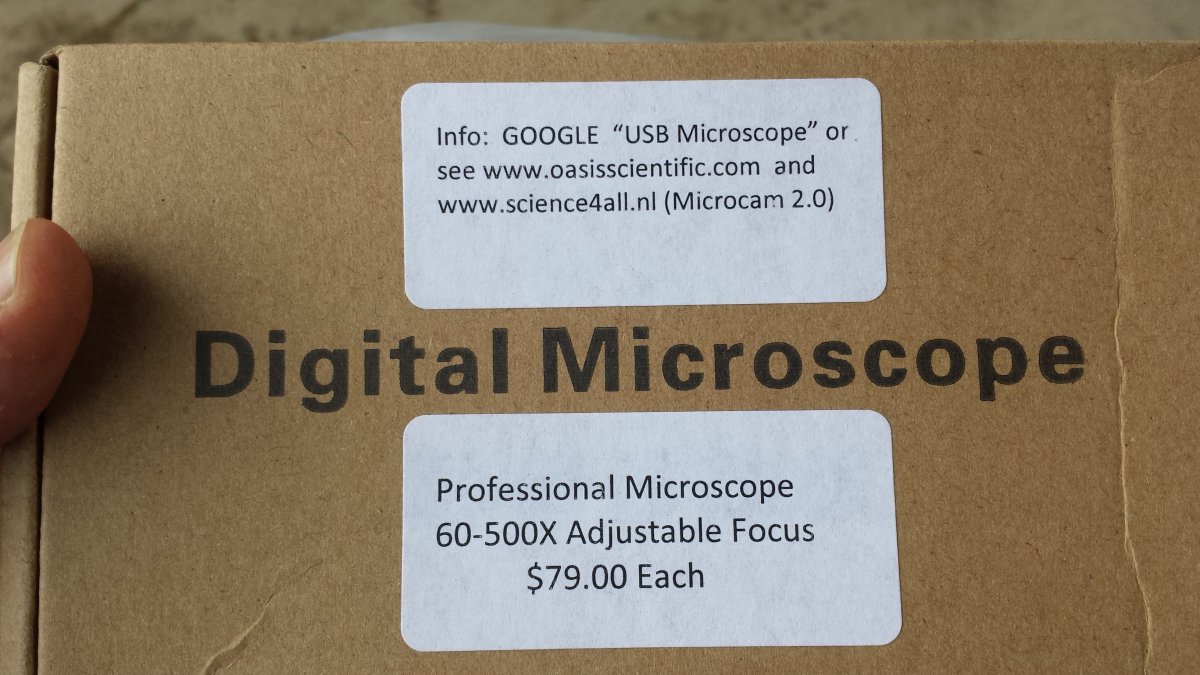 Info: GOOGLE “USB Microscope” or
see www.oasisscientific.com and
www.science4all.nl (Microcam 2.0)
Digital Microscope
Professional Microscope
60-500X Adjustable Focus
$79.00 Each